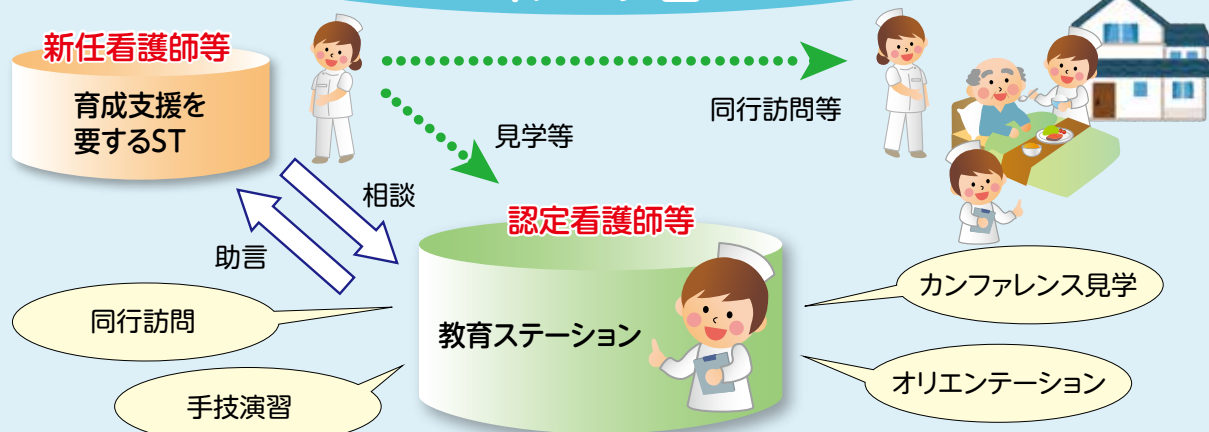 新任看護師等
育成支援を
要するST
同行訪問等
見学等
相談
助言
認定看護師等
教育ステーション
同行訪問
手技演習
カンファレンス見学
オリエンテーション